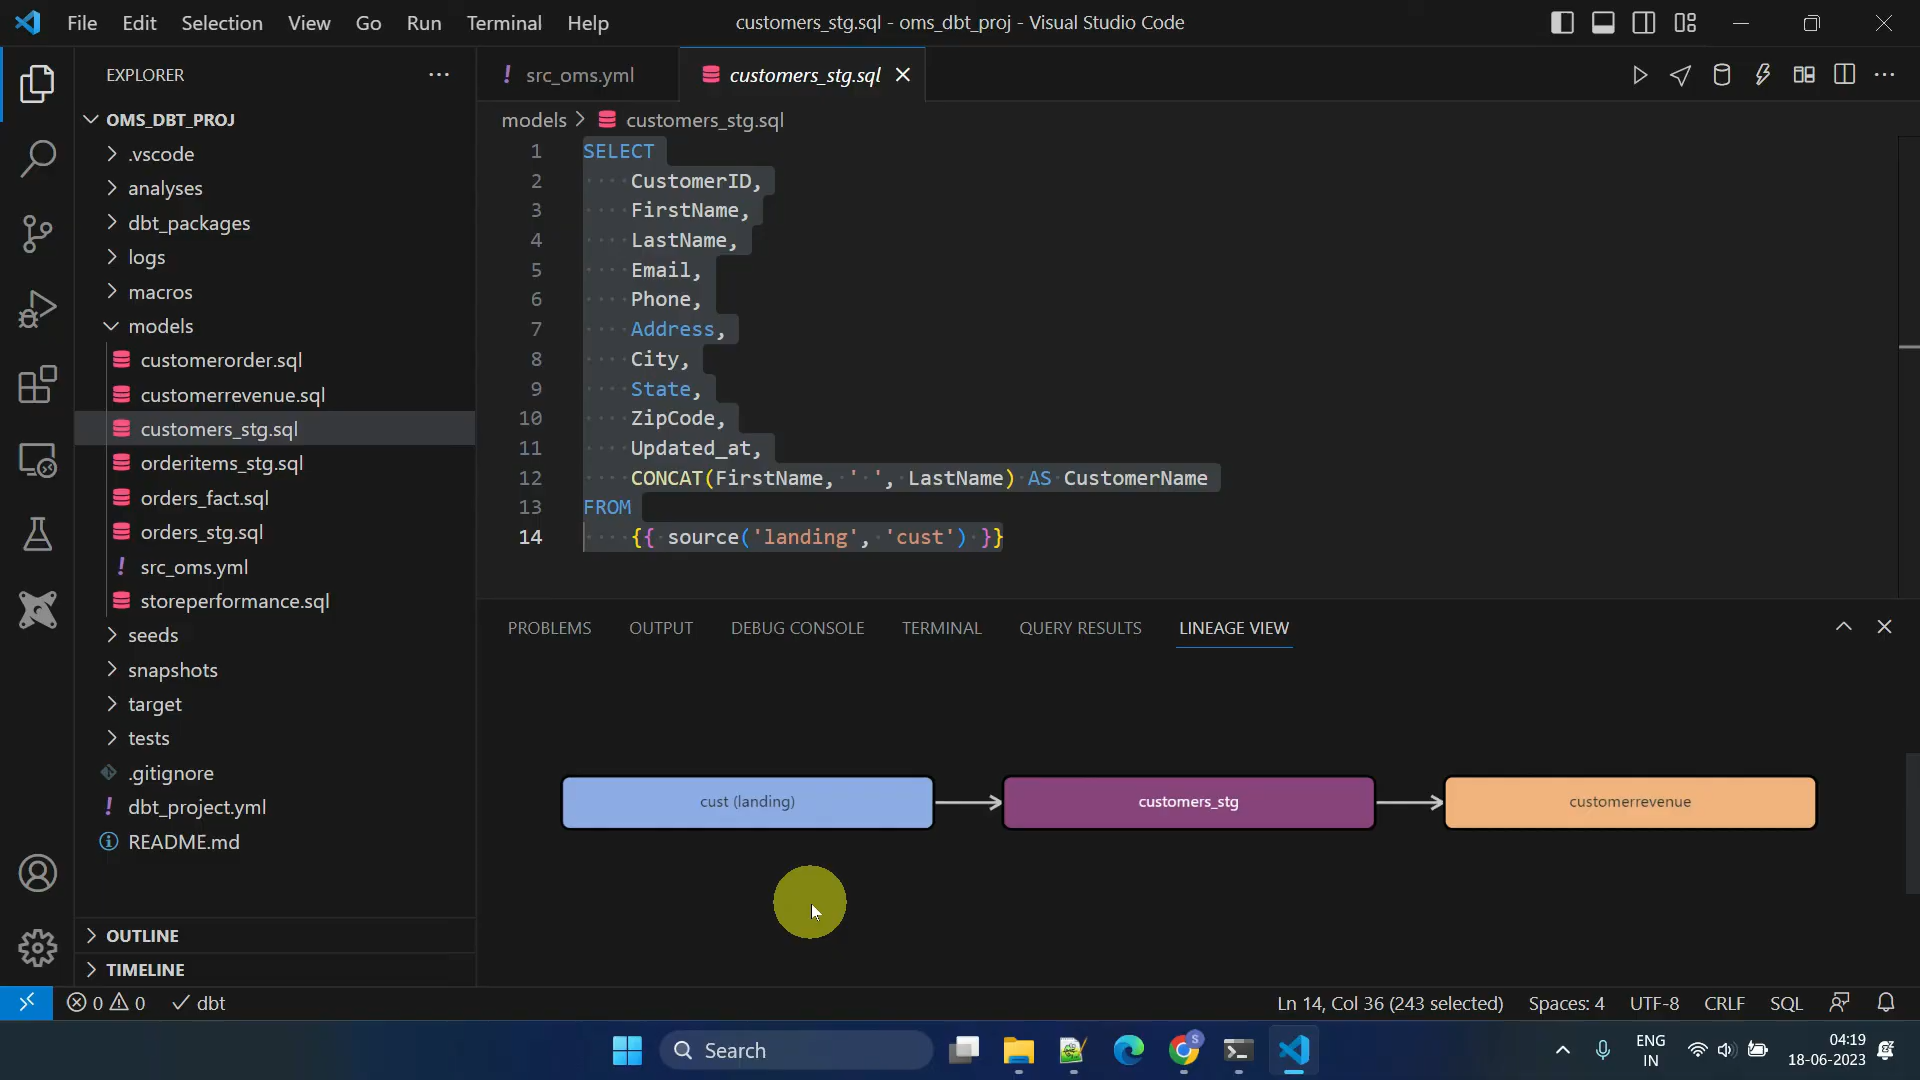 File Edit Selection View Go Run Terminal Help
customers_stg.sql - oms_dbt_proj - Visual Studio Code
EXPLORER
OMS_DBT_PROJ
.vscode
analyses
dbt_packages
logs
macros
models
customerorder.sql
customerrevenue.sql
customers_stg.sql
orderitems_stg.sql
orders_fact.sql
orders_stg.sql
! src_oms.yml
storeperformance.sql
seeds
snapshots
target
tests
.gitignore
! dbt_project.yml
README.md
OUTLINE
TIMELINE
! src_oms.yml
customers_stg.sql
models > customers_stg.sql
1 SELECT
2 CustomerID,
3 FirstName,
4 LastName,
5 Email,
6 Phone,
7 Address,
8 City,
9 State,
10 ZipCode,
11 Updated_at,
12 CONCAT(FirstName, ' ', LastName) AS CustomerName
13 FROM
14 {{ source('landing', 'cust') }}
PROBLEMS OUTPUT DEBUG CONSOLE TERMINAL QUERY RESULTS LINEAGE VIEW
cust (landing)
customers_stg
customerrevenue
0 0 dbt
Ln 14, Col 36 (243 selected) Spaces: 4 UTF-8 CRLF SQL
Search
S
ENG
IN
04:19
18-06-2023